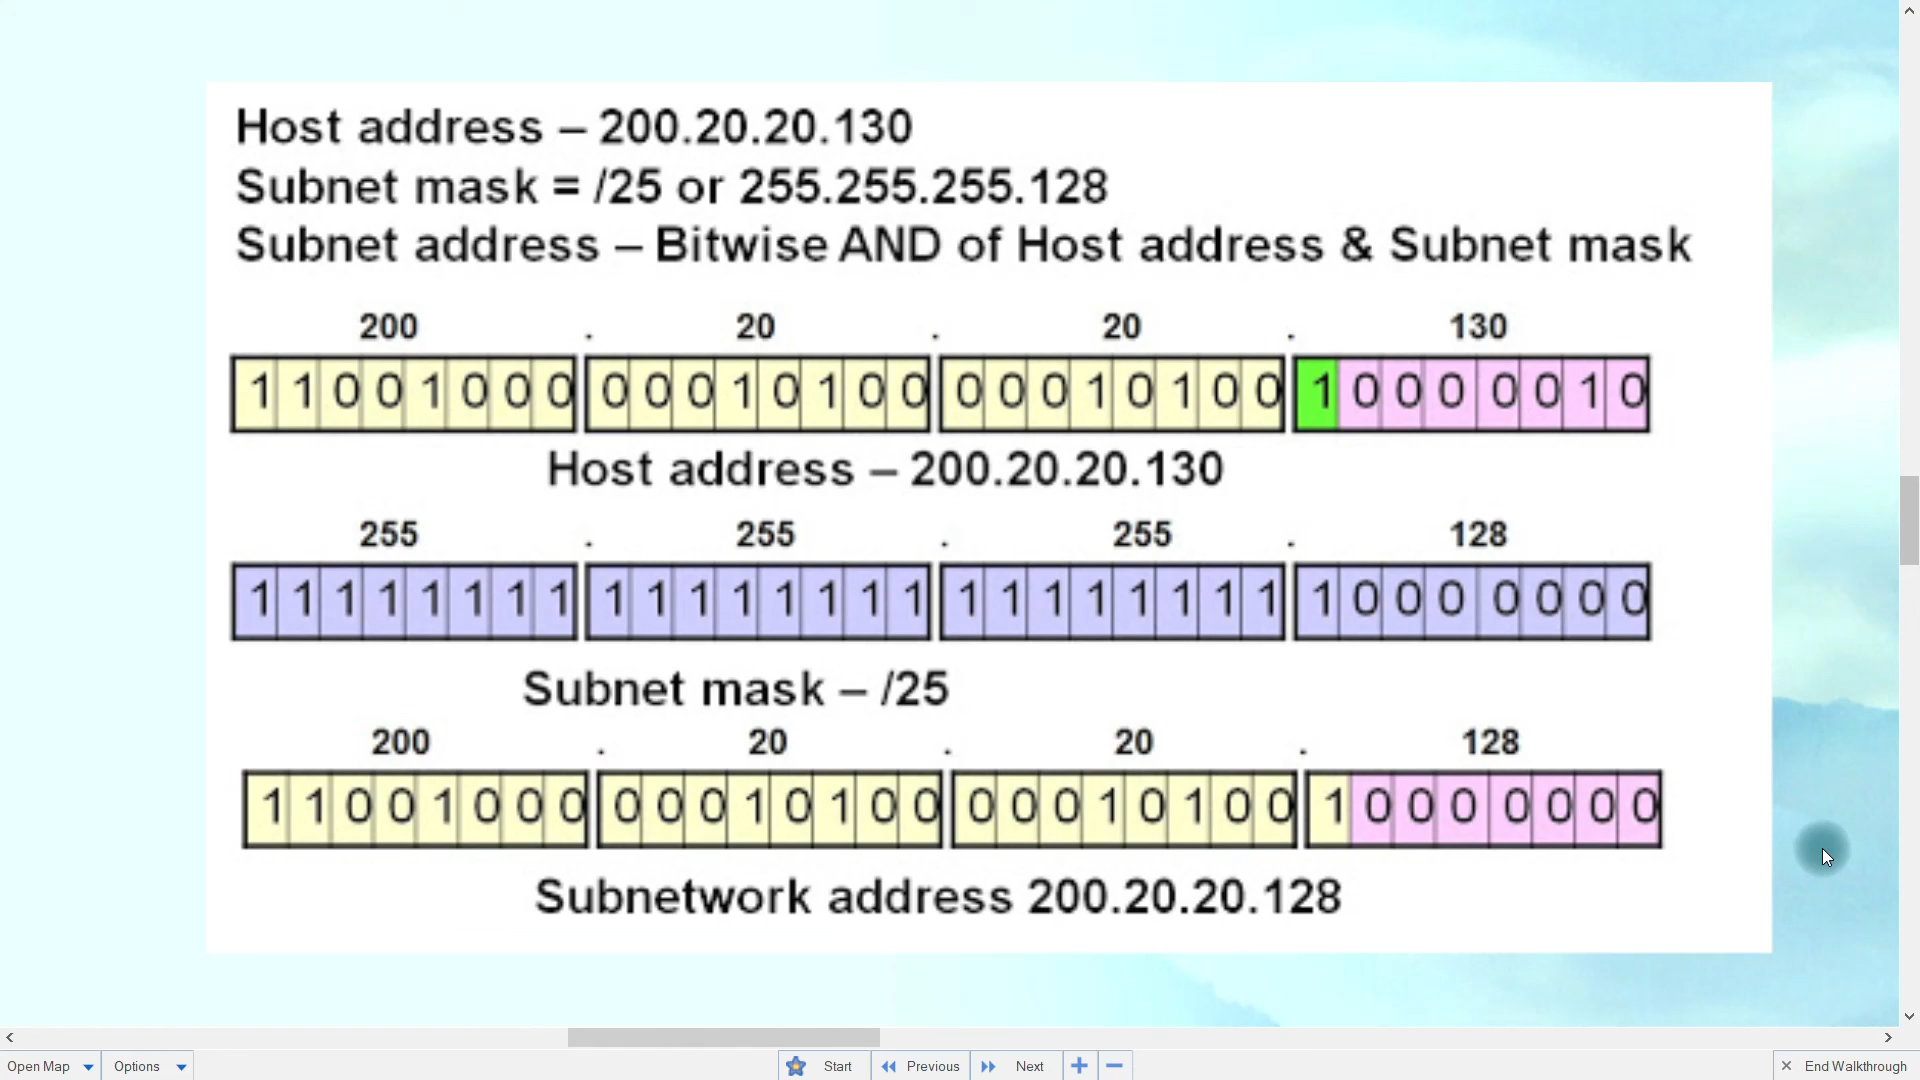 Host address – 200.20.20.130
Subnet mask = /25 or 255.255.255.128
Subnet address – Bitwise AND of Host address & Subnet mask
200 . 20 . 20 . 130
1 1 0 0 1 0 0 0 0 0 0 1 0 1 0 0 0 0 0 1 0 1 0 0 1 0 0 0 0 0 1 0
Host address – 200.20.20.130
255 . 255 . 255 . 128
1 1 1 1 1 1 1 1 1 1 1 1 1 1 1 1 1 1 1 1 1 1 1 1 1 0 0 0 0 0 0 0
Subnet mask – /25
200 . 20 . 20 . 128
1 1 0 0 1 0 0 0 0 0 0 1 0 1 0 0 0 0 0 1 0 1 0 0 1 0 0 0 0 0 0 0
Subnetwork address 200.20.20.128
Open Map Options Start Previous Next End Walkthrough